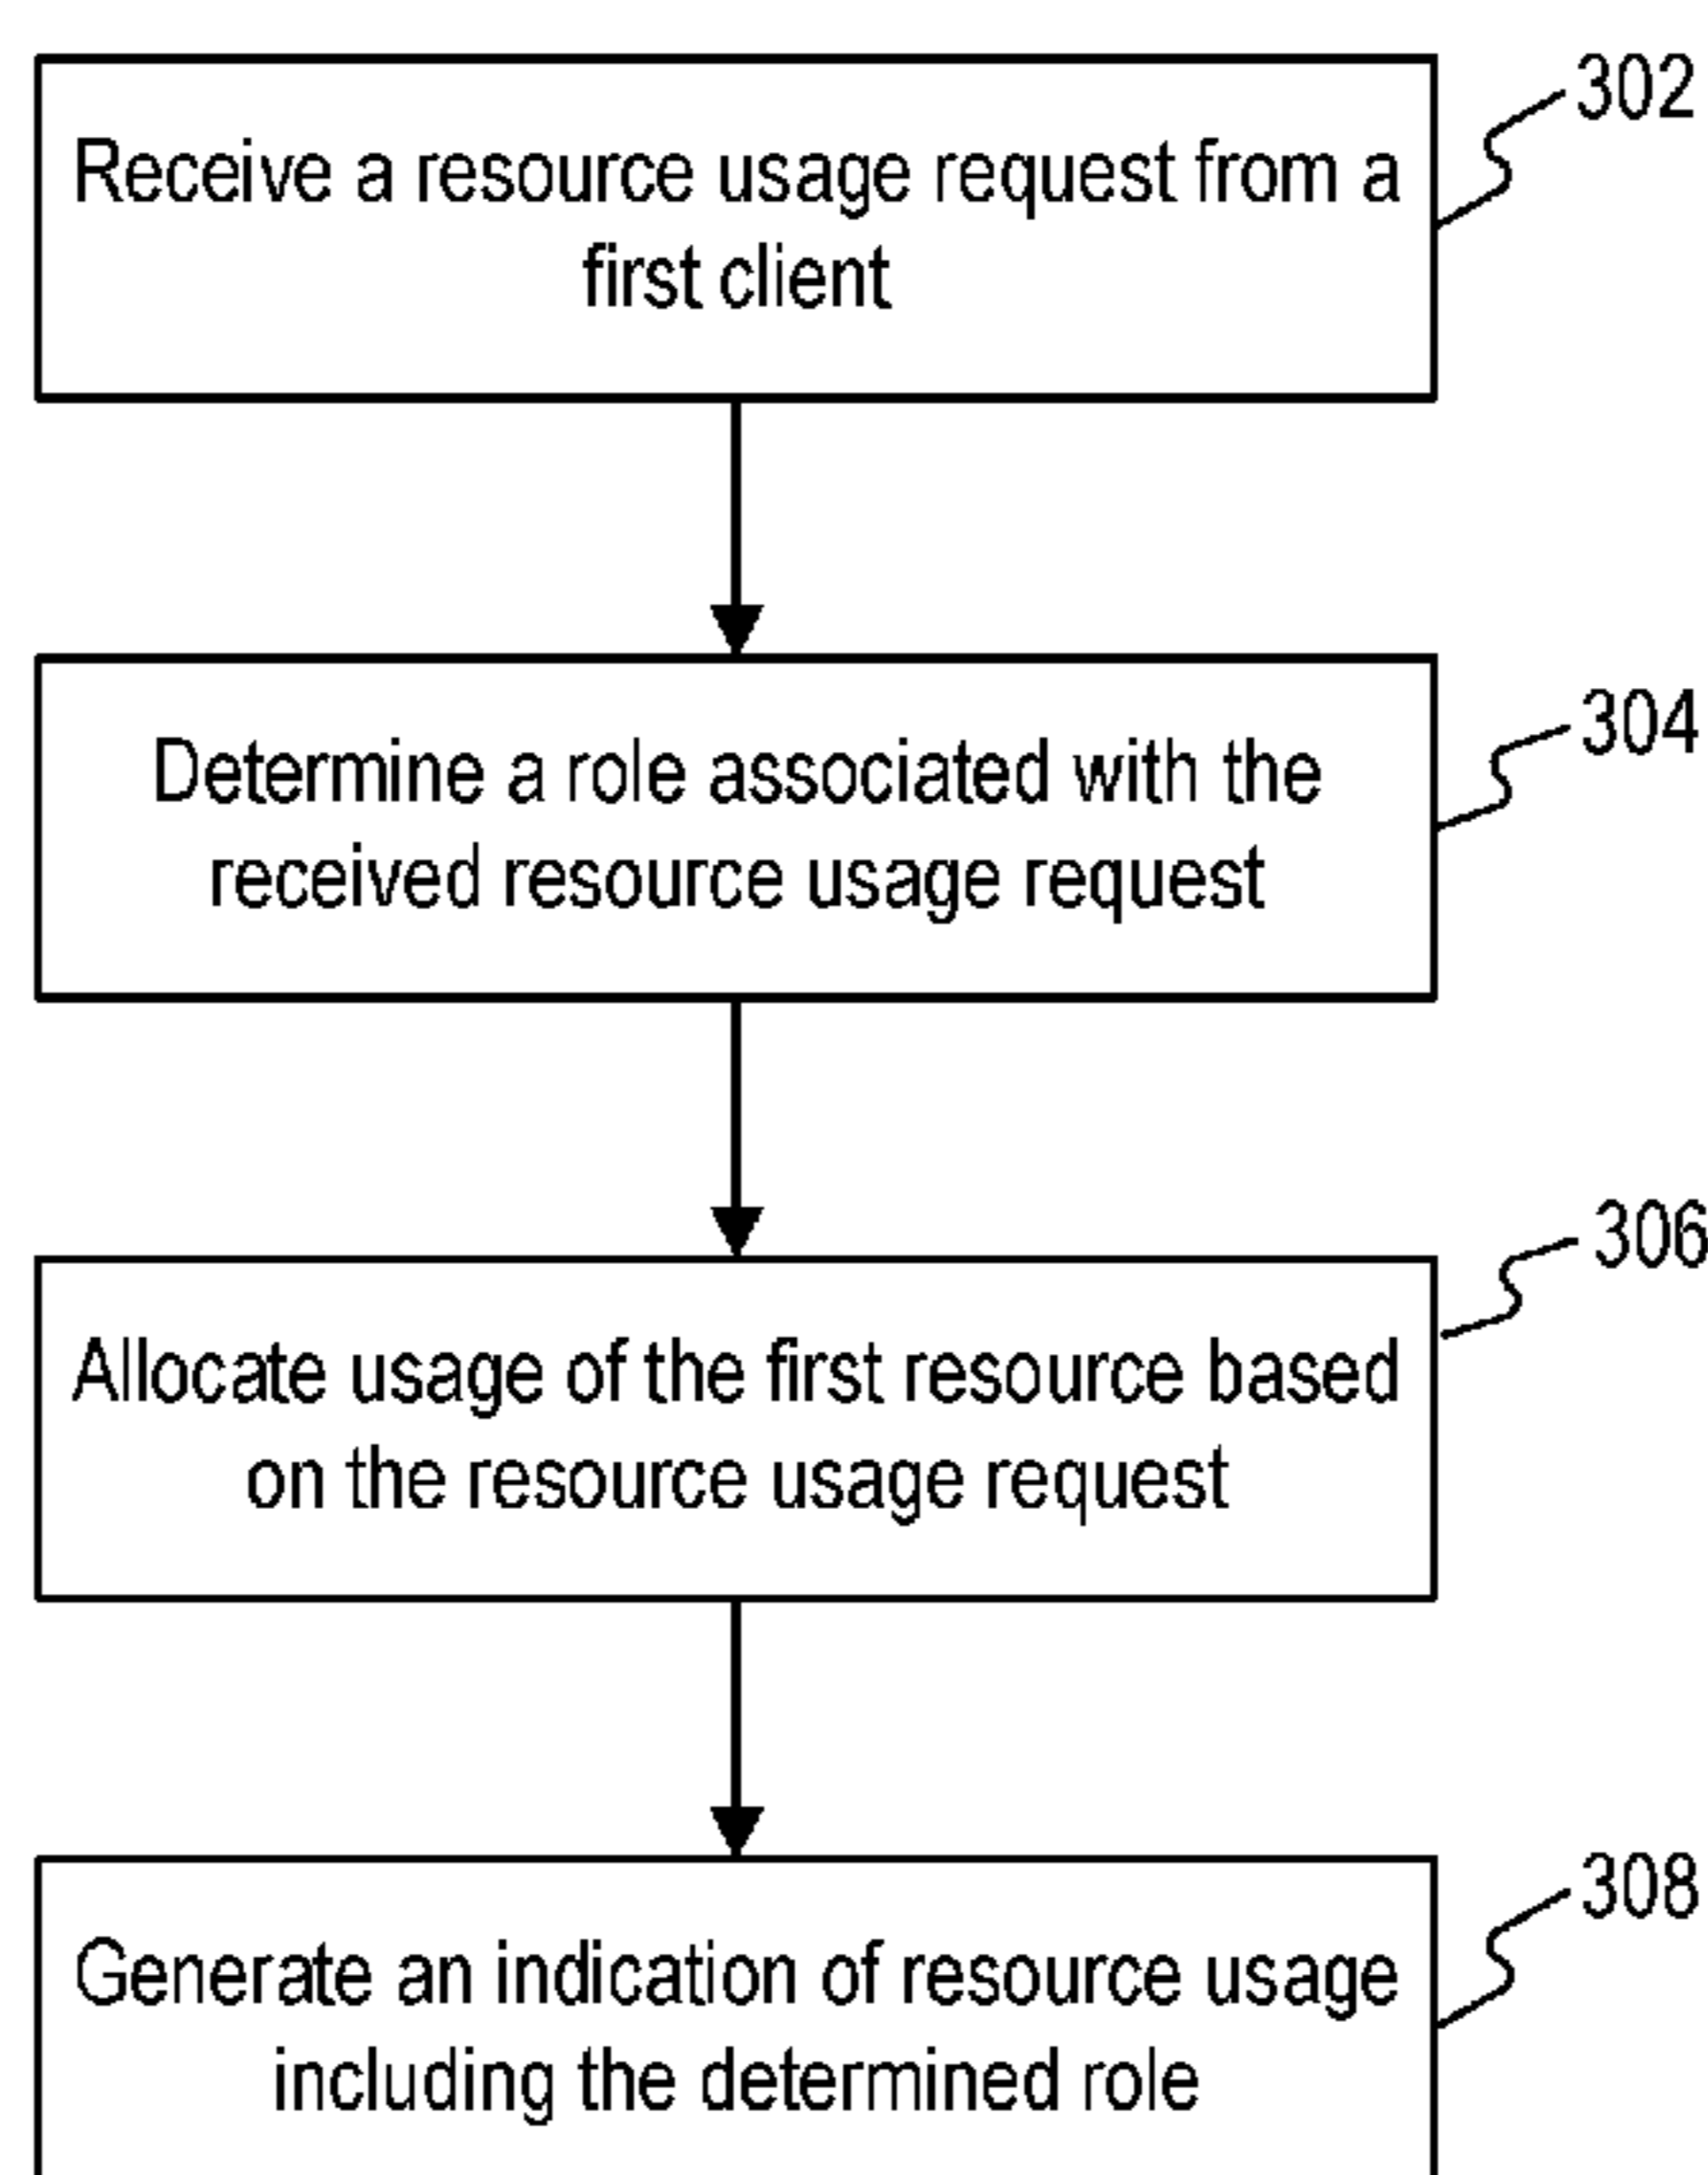 302
Receive a resource usage request from a
first client
304
Determine a role associated with the
received resource usage request
306
Allocate usage of the first resource based
on the resource usage request
308
Generate an indication of resource usage
including the determined role